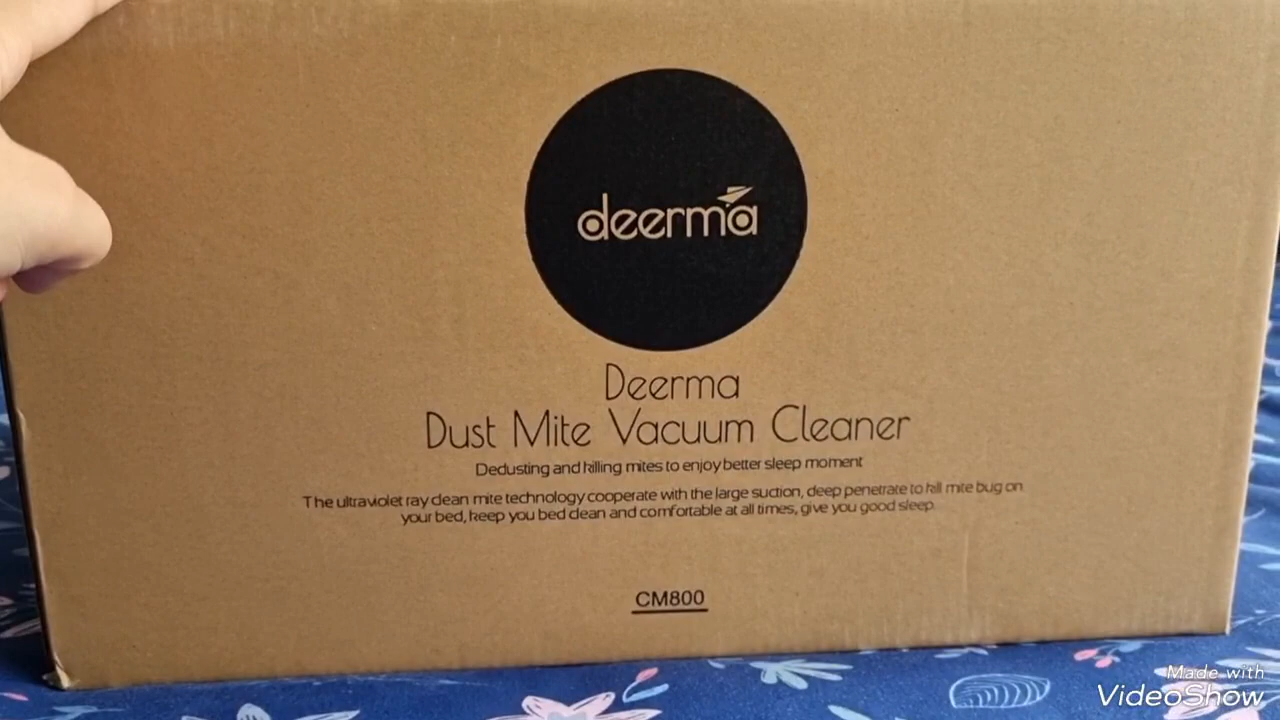 deerma
Deerma
Dust Mite Vacuum Cleaner
Dedusting and killing mites to enjoy better sleep moment
The ultraviolet ray clean mite technology cooperate with the large suction, deep penetrate to kill mite bug on
your bed, keep you bed clean and comfortable at all times, give you good sleep.
CM800
Made with
VideoShow